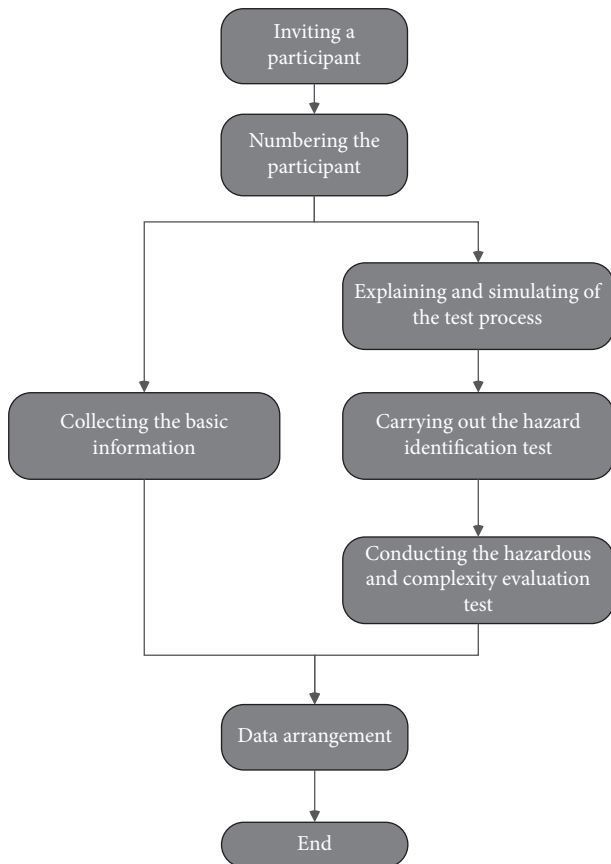 Inviting a
participant
Numbering the
participant
Explaining and simulating of
the test process
Collecting the basic
information
Carrying out the hazard
identification test
Conducting the hazardous
and complexity evaluation
test
Data arrangement
End